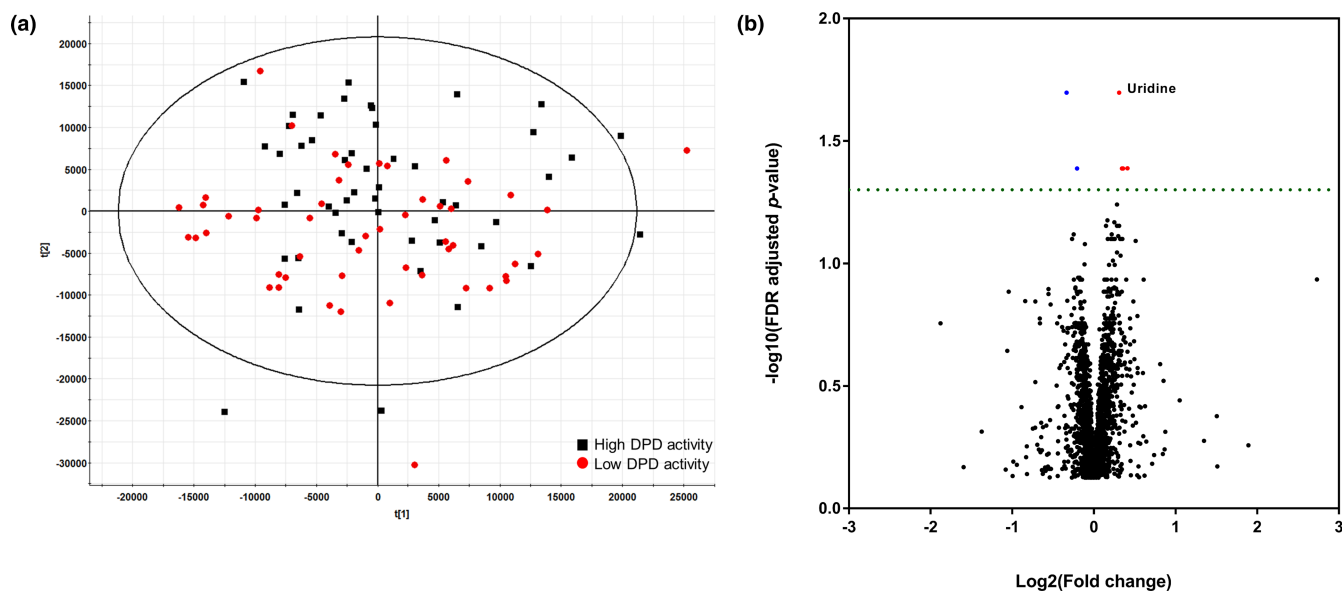 (a)
20000
15000
10000
5000
0
-5000
-10000
-15000
-20000
-25000
-30000
t[2]
-20000 -15000 -10000 -5000 0 5000 10000 15000 20000 25000
t[1]
High DPD activity
Low DPD activity
(b)
2.0
1.5
1.0
0.5
0.0
-log10(FDR adjusted p-value)
Uridine
-3 -2 -1 0 1 2 3
Log2(Fold change)